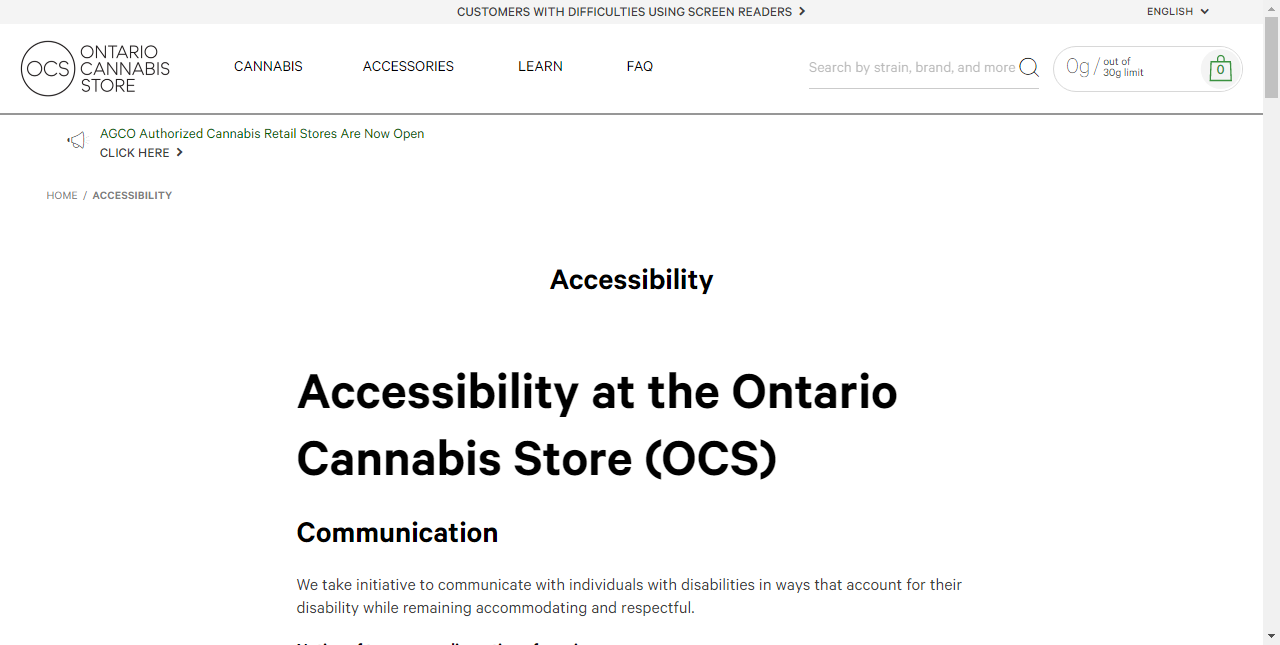 CUSTOMERS WITH DIFFICULTIES USING SCREEN READERS
ENGLISH
OCS ONTARIO CANNABIS STORE
CANNABIS
ACCESSORIES
LEARN
FAQ
Search by strain, brand, and more
0g / out of 30g limit
0
AGCO Authorized Cannabis Retail Stores Are Now Open
CLICK HERE
HOME / ACCESSIBILITY
Accessibility
Accessibility at the Ontario
Cannabis Store (OCS)
Communication
We take initiative to communicate with individuals with disabilities in ways that account for their
disability while remaining accommodating and respectful.